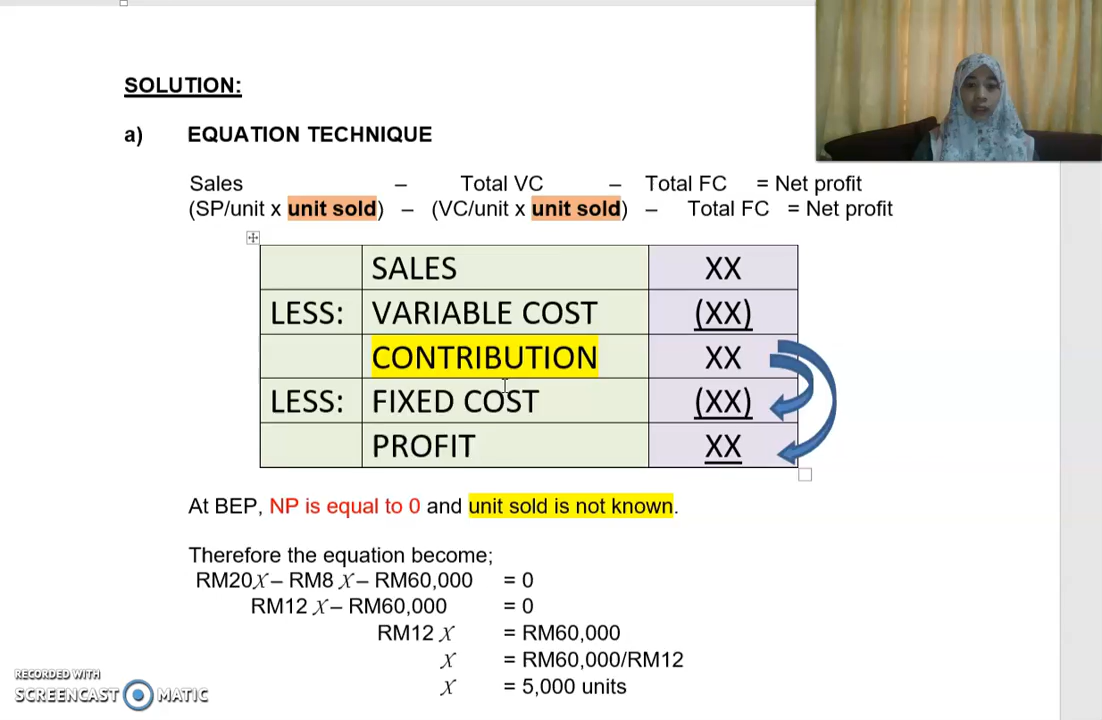 SOLUTION:
a) EQUATION TECHNIQUE
Sales – Total VC – Total FC = Net profit
(SP/unit x unit sold) – (VC/unit x unit sold) – Total FC = Net profit
SALES XX
LESS: VARIABLE COST (XX)
CONTRIBUTION XX
LESS: FIXED COST (XX)
PROFIT XX
At BEP, NP is equal to 0 and unit sold is not known.
Therefore the equation become;
RM20X – RM8 X – RM60,000 = 0
RM12 X – RM60,000 = 0
RM12 X = RM60,000
X = RM60,000/RM12
X = 5,000 units
RECORDED WITH
SCREENCAST MATIC